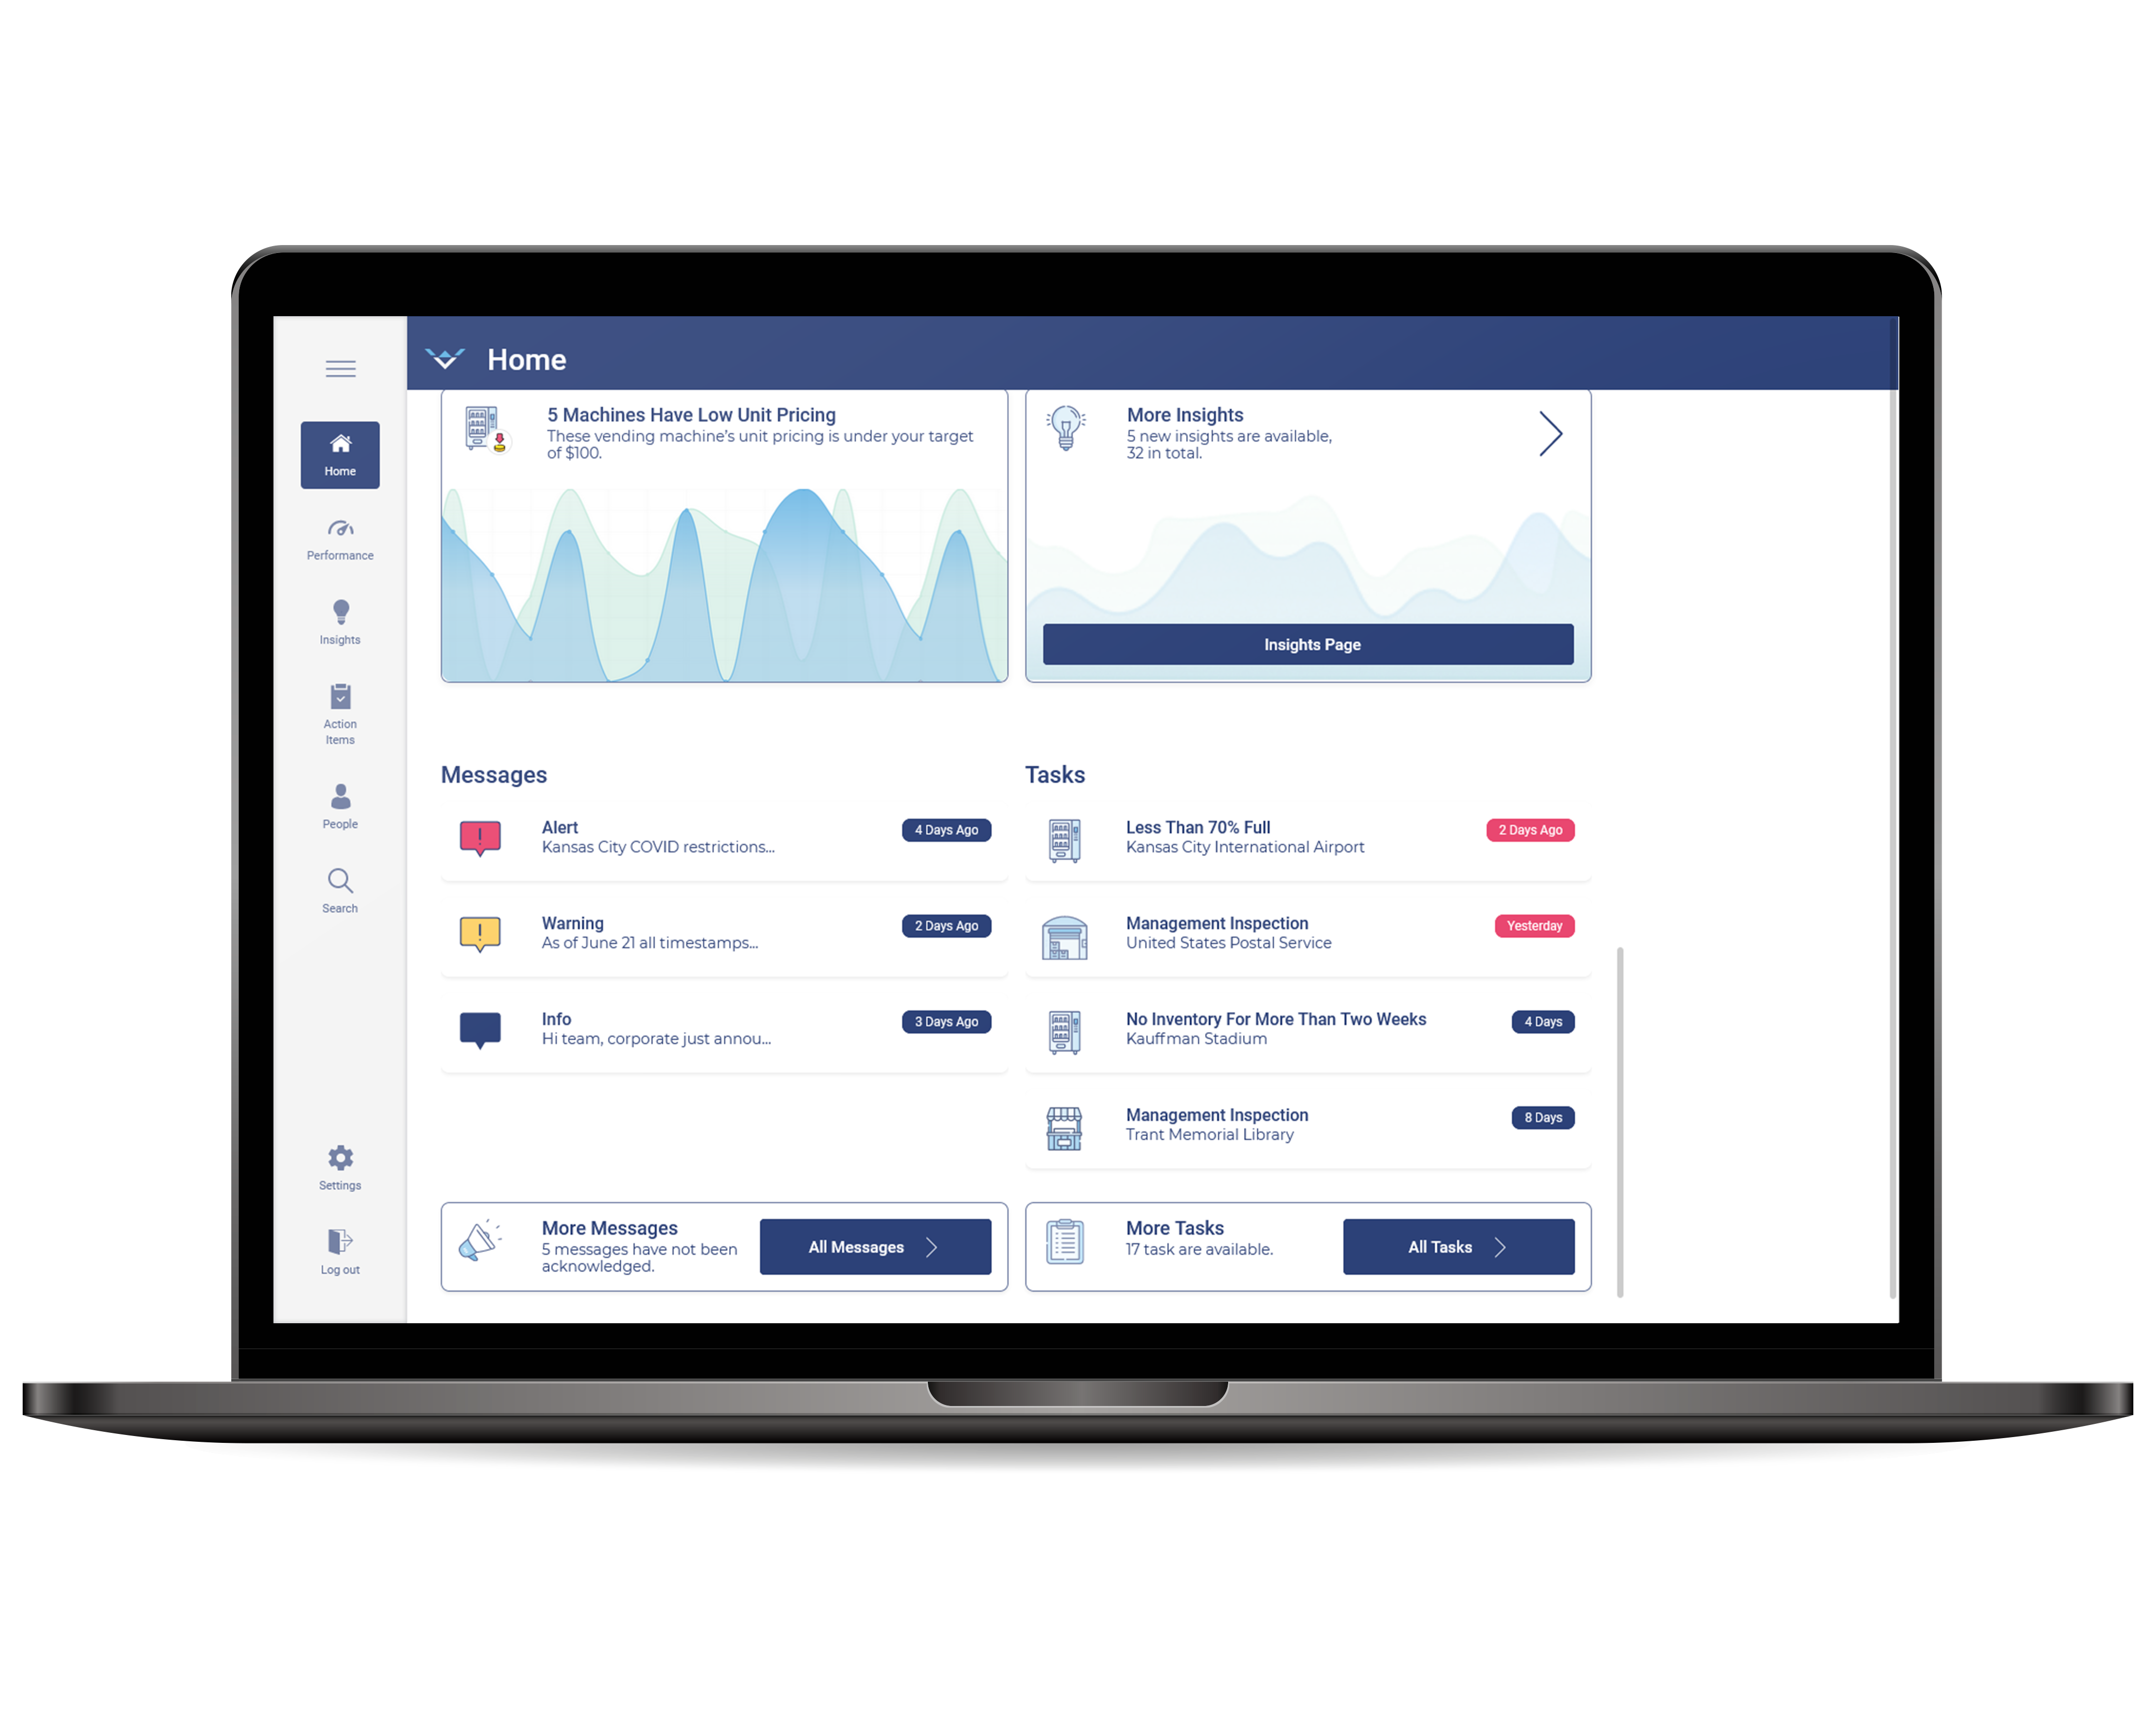 Home
Home
Performance
Insights
Action
Items
People
Search
Settings
Log out
5 Machines Have Low Unit Pricing
These vending machine's unit pricing is under your target
of $100.
More Insights
5 new insights are available,
32 in total.
Insights Page
Messages
Alert
Kansas City COVID restrictions...
4 Days Ago
Warning
As of June 21 all timestamps...
2 Days Ago
Info
Hi team, corporate just annou...
3 Days Ago
More Messages
5 messages have not been
acknowledged.
All Messages
Tasks
Less Than 70% Full
Kansas City International Airport
2 Days Ago
Management Inspection
United States Postal Service
Yesterday
No Inventory For More Than Two Weeks
Kauffman Stadium
4 Days
Management Inspection
Trant Memorial Library
8 Days
More Tasks
17 task are available.
All Tasks